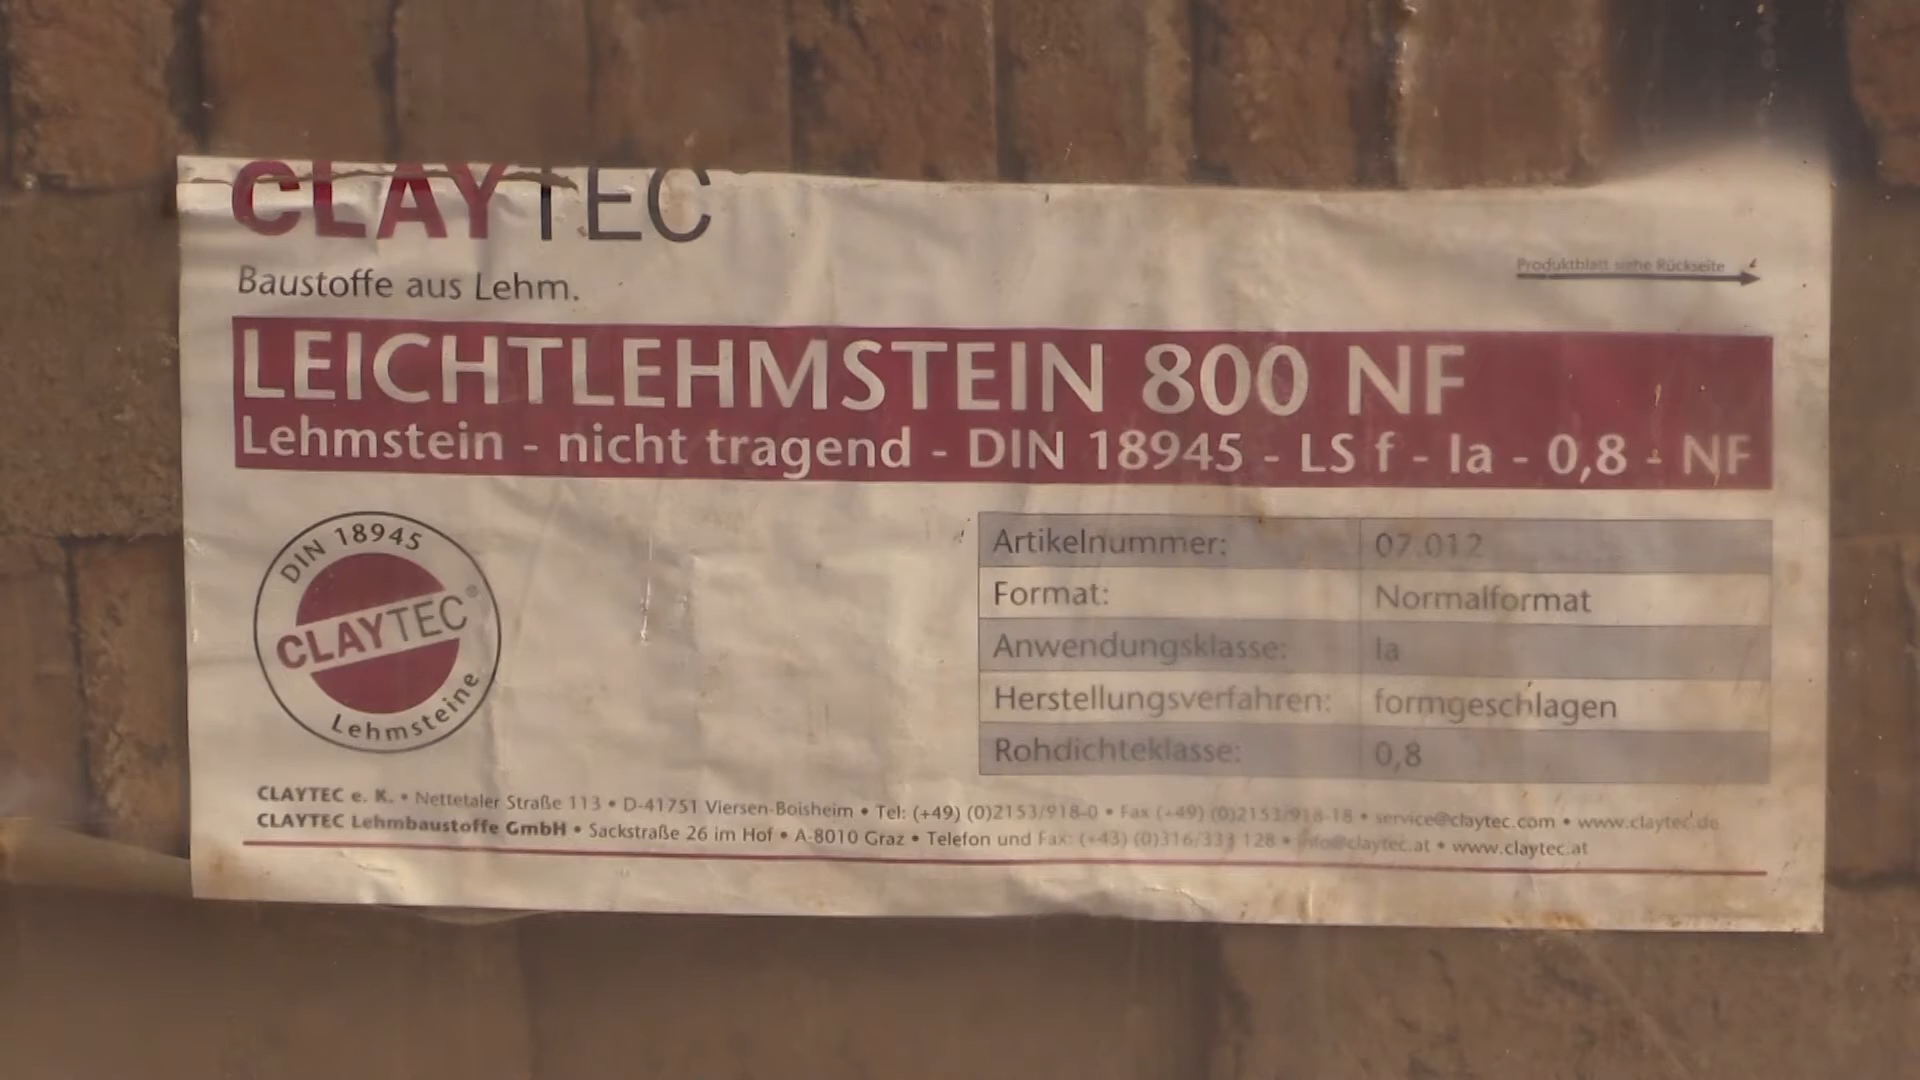 CLAYTEC
Baustoffe aus Lehm.
Produktblatt siehe Rückseite
LEICHTLEHMSTEIN 800 NF
Lehmstein - nicht tragend - DIN 18945 - LS f - Ia - 0,8 - NF
DIN 18945
CLAYTEC®
Lehmsteine
Artikelnummer: 07.012
Format: Normalformat
Anwendungsklasse: Ia
Herstellungsverfahren: formgeschlagen
Rohdichteklasse: 0,8
CLAYTEC e. K. • Nettetaler Straße 113 • D-41751 Viersen-Boisheim • Tel: (+49) (0)2153/918-0 • Fax (+49) (0)2153/918-18 • service@claytec.com • www.claytec.de
CLAYTEC Lehmbaustoffe GmbH • Sackstraße 26 im Hof • A-8010 Graz • Telefon und Fax: (+43) (0)316/333 128 • info@claytec.at • www.claytec.at